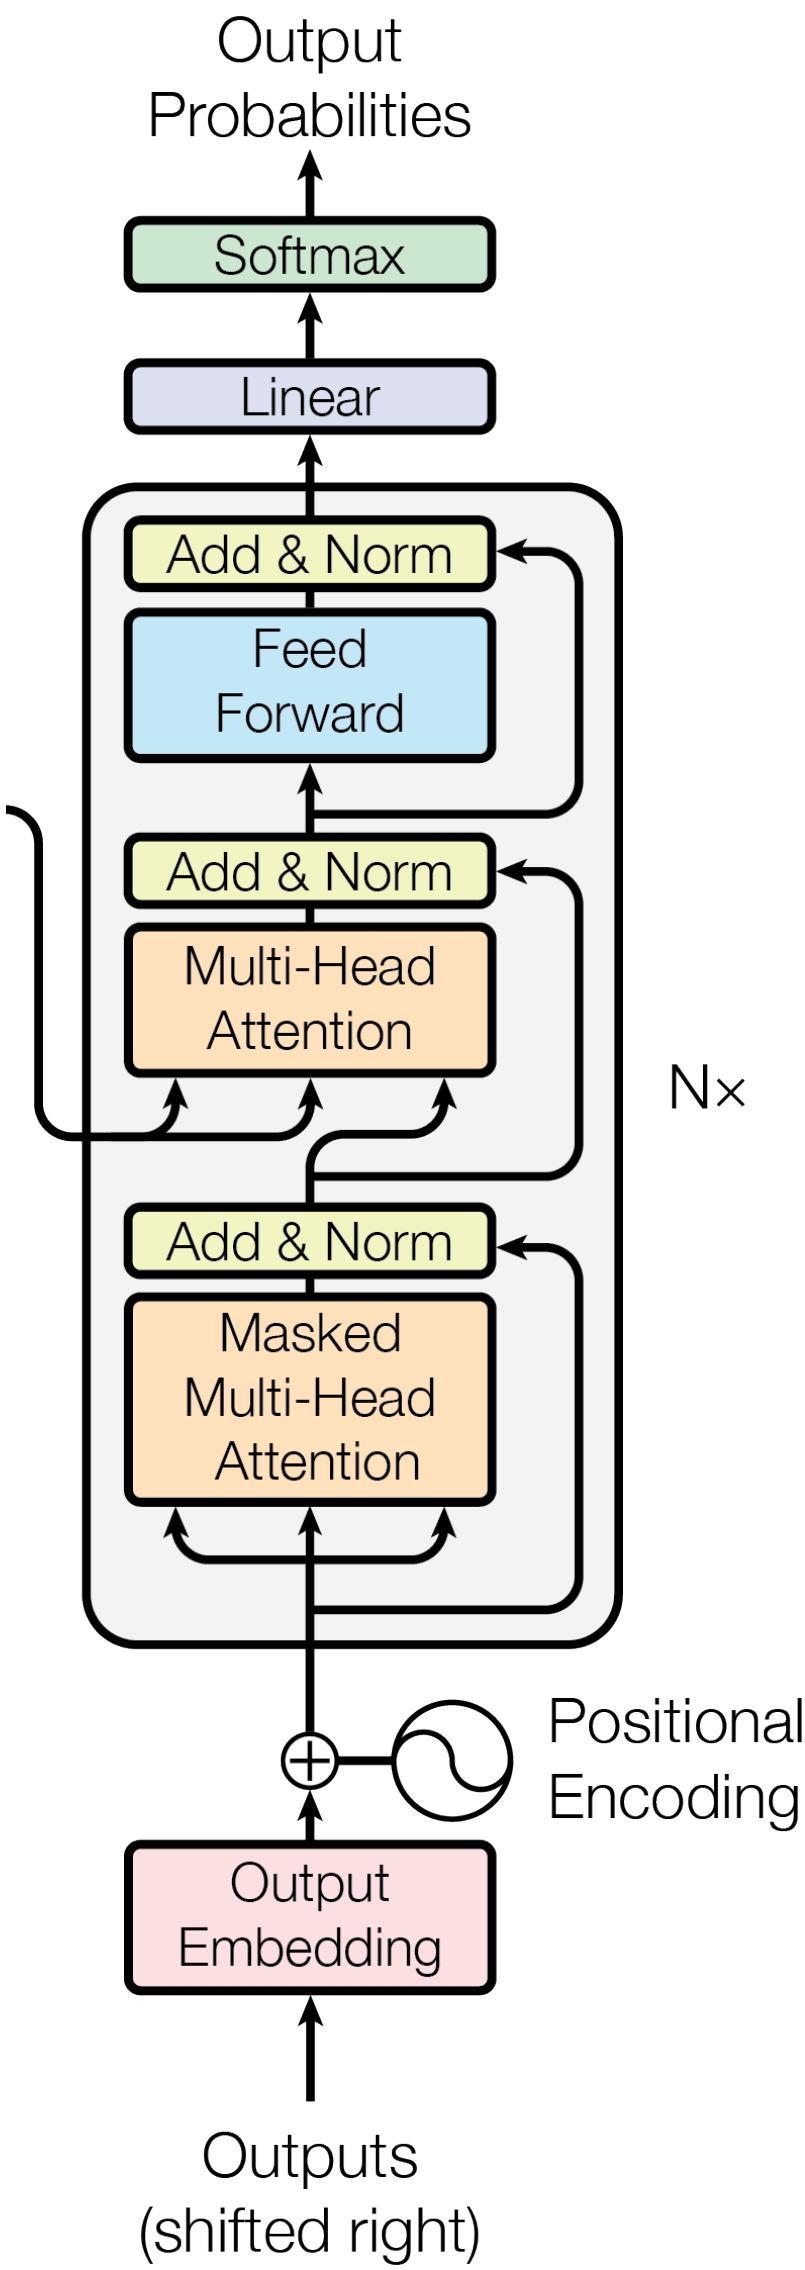 Output
Probabilities
Softmax
Linear
Add & Norm
Feed
Forward
Add & Norm
Multi-Head
Attention
N×
Add & Norm
Masked
Multi-Head
Attention
Positional
Encoding
Output
Embedding
Outputs
(shifted right)